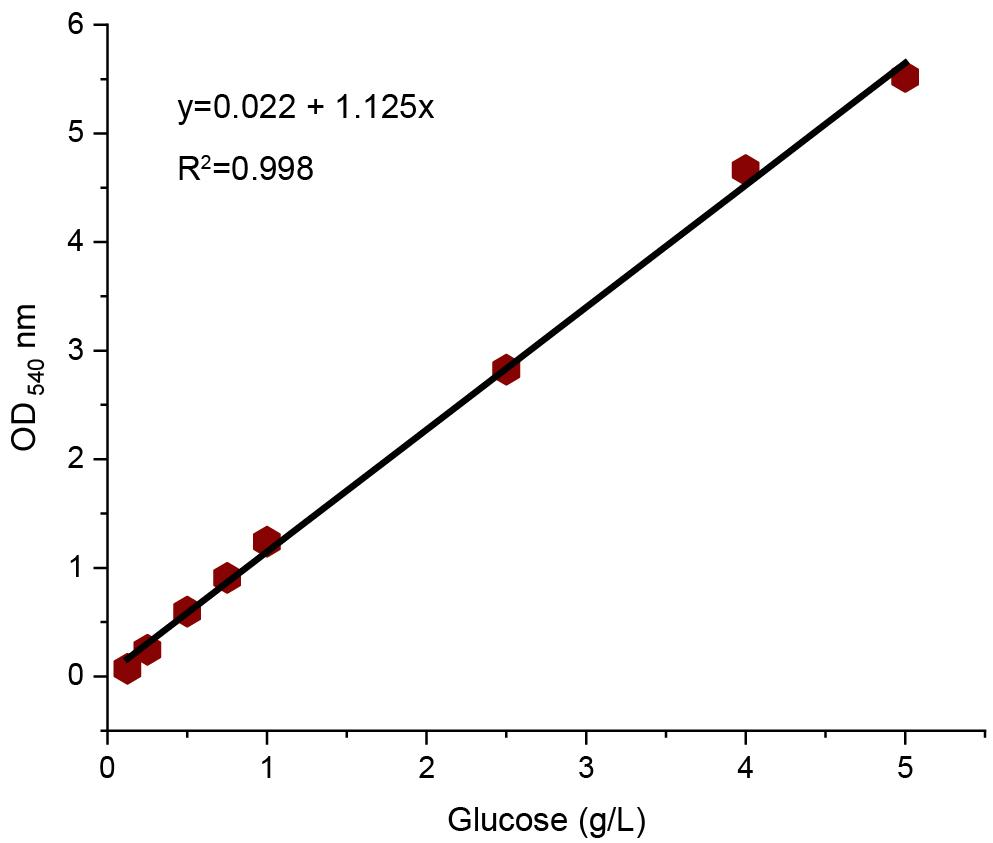 6
y=0.022 + 1.125x
5
R²=0.998
4
OD₅₄₀ nm
3
2
1
0
0 1 2 3 4 5
Glucose (g/L)